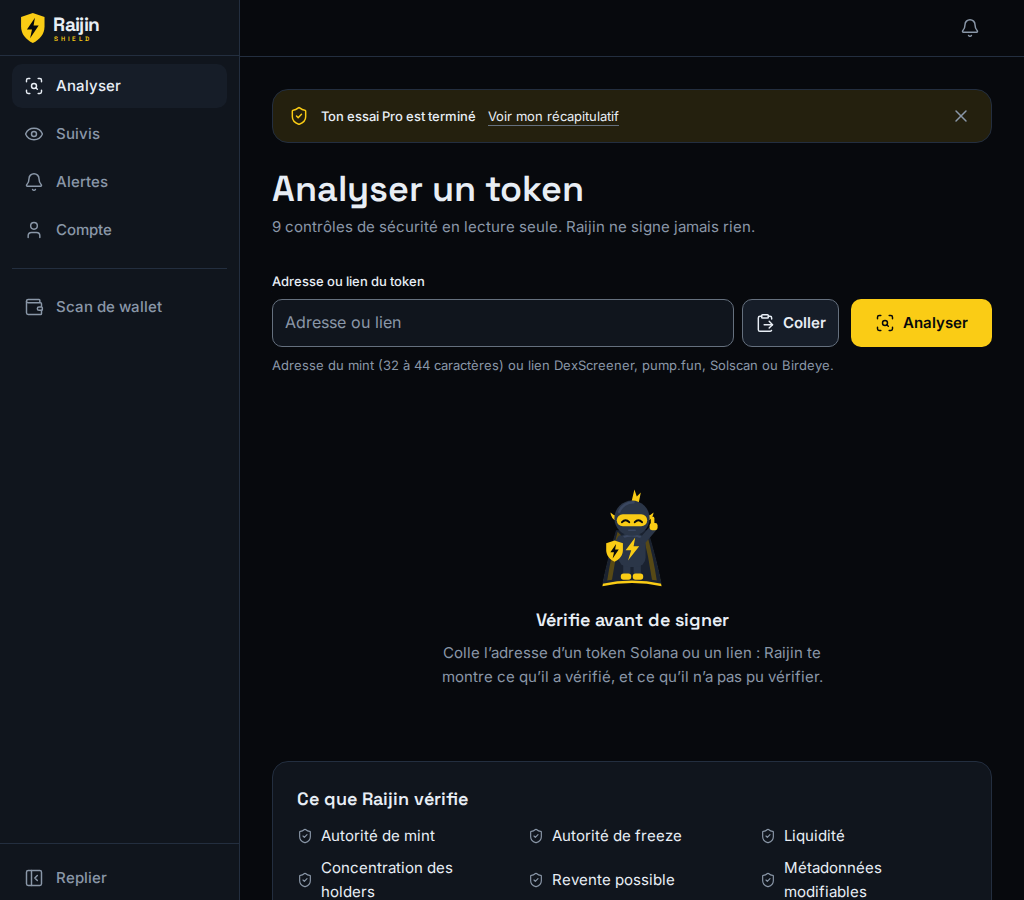 Raijin
SHIELD
Analyser
Suivis
Alertes
Compte
Scan de wallet
Replier
Ton essai Pro est terminé Voir mon récapitulatif
Analyser un token
9 contrôles de sécurité en lecture seule. Raijin ne signe jamais rien.
Adresse ou lien du token
Adresse ou lien
Coller
Analyser
Adresse du mint (32 à 44 caractères) ou lien DexScreener, pump.fun, Solscan ou Birdeye.
Vérifie avant de signer
Colle l’adresse d’un token Solana ou un lien : Raijin te
montre ce qu’il a vérifié, et ce qu’il n’a pas pu vérifier.
Ce que Raijin vérifie
Autorité de mint
Autorité de freeze
Liquidité
Concentration des
holders
Revente possible
Métadonnées
modifiables